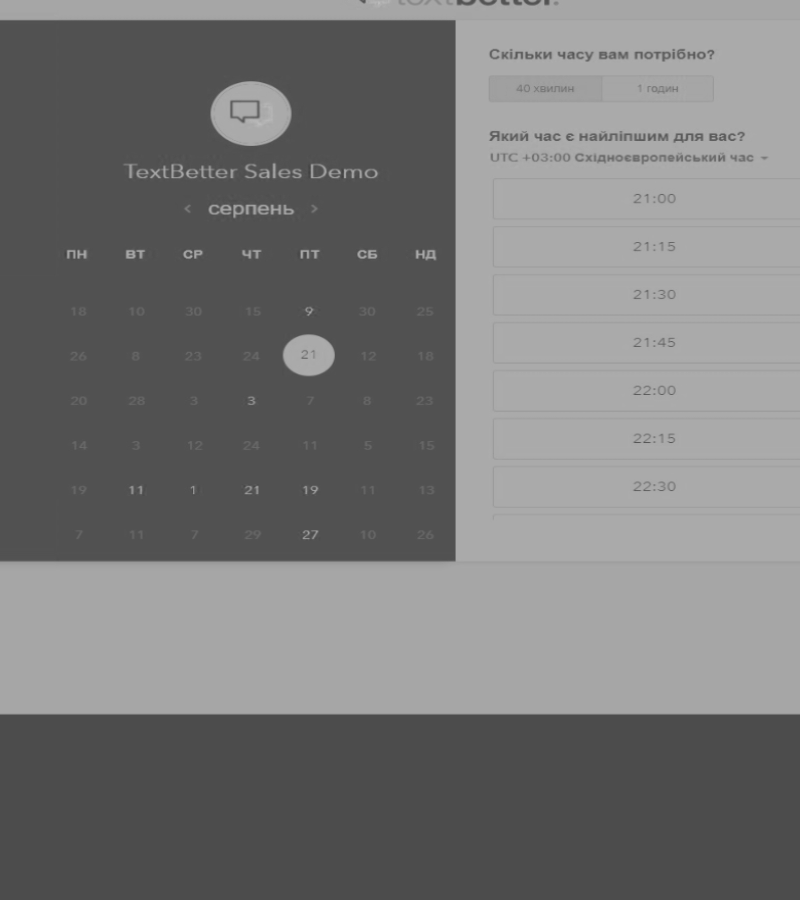 textbetter.
TextBetter Sales Demo
‹ серпень ›
ПН ВТ СР ЧТ ПТ СБ НД
18 10 30 15 9 30 25
26 8 23 24 21 12 18
20 28 3 3 7 8 23
14 3 12 24 11 5 15
19 11 1 21 19 11 13
7 11 7 29 27 10 26
Скільки часу вам потрібно?
40 хвилин 1 годин
Який час є найліпшим для вас?
UTC +03:00 Східноєвропейський час
21:00
21:15
21:30
21:45
22:00
22:15
22:30